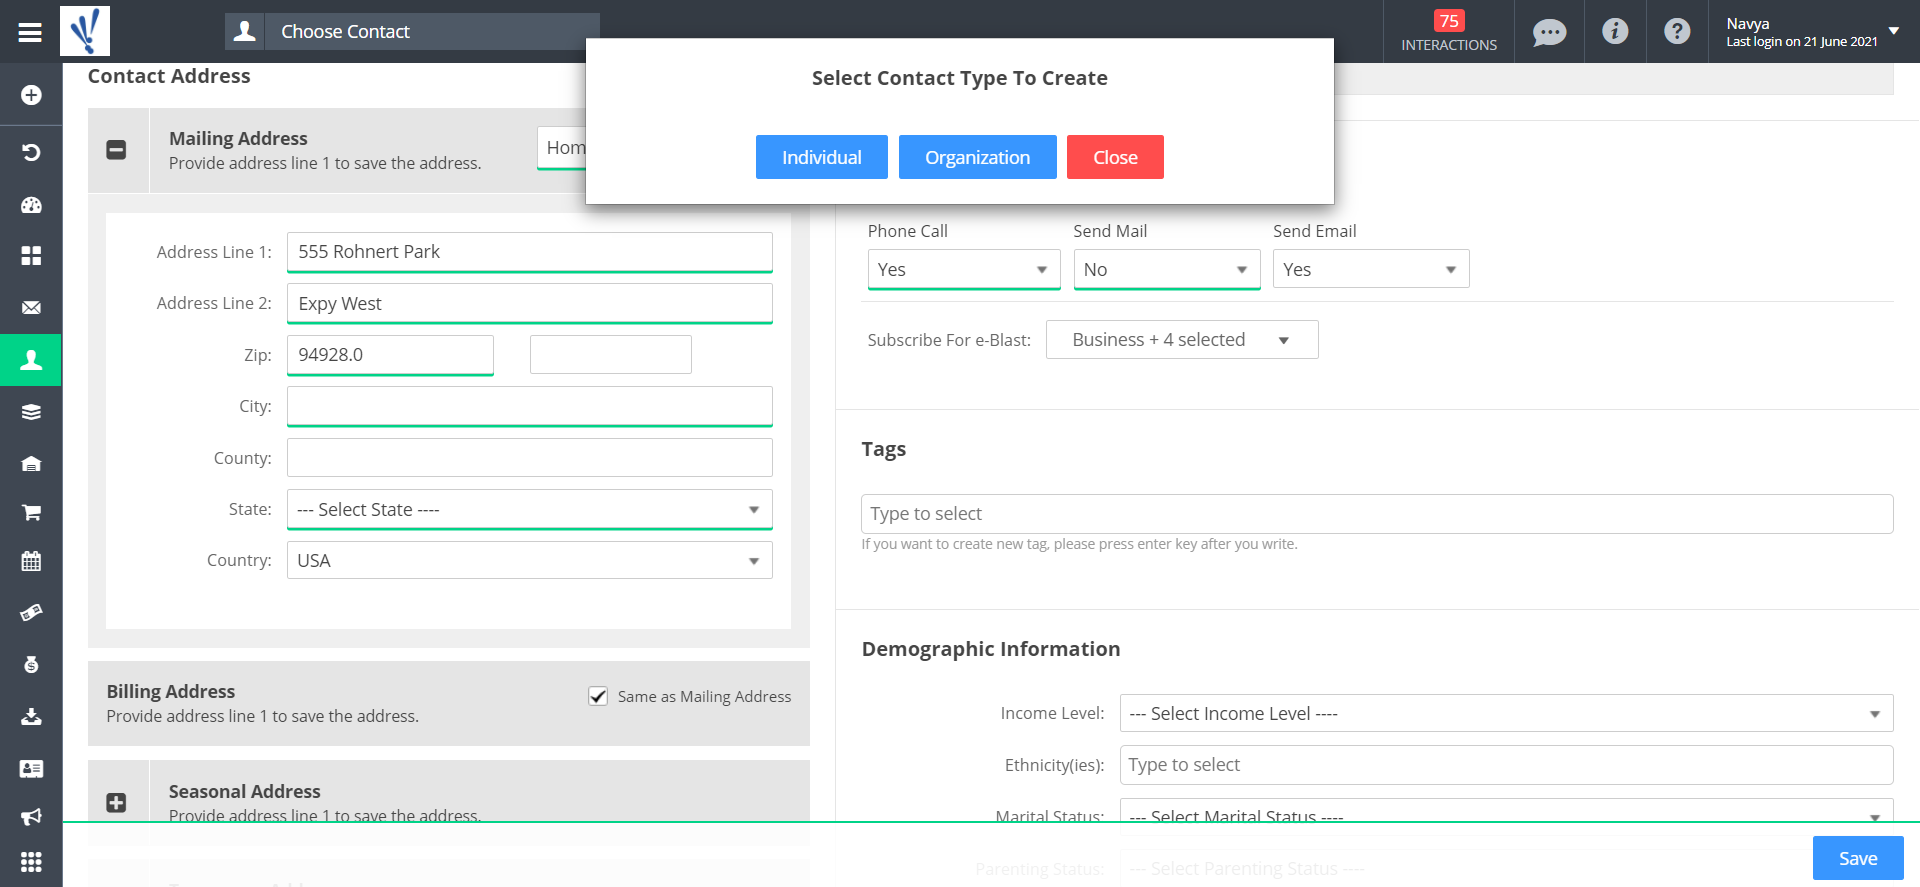 Choose Contact
75
INTERACTIONS
Navya
Last login on 21 June 2021
Select Contact Type To Create
Individual
Organization
Close
Contact Address
Mailing Address
Provide address line 1 to save the address.
Hom
Address Line 1:
555 Rohnert Park
Address Line 2:
Expy West
Zip:
94928.0
City:
County:
State:
--- Select State ----
Country:
USA
Billing Address
Provide address line 1 to save the address.
Same as Mailing Address
Seasonal Address
Provide address line 1 to save the address.
Phone Call
Send Mail
Send Email
Yes
No
Yes
Subscribe For e-Blast:
Business + 4 selected
Tags
Type to select
If you want to create new tag, please press enter key after you write.
Demographic Information
Income Level:
--- Select Income Level ----
Ethnicity(ies):
Type to select
Marital Status:
--- Select Marital Status ----
Parenting Status:
--- Select Parenting Status ----
Save